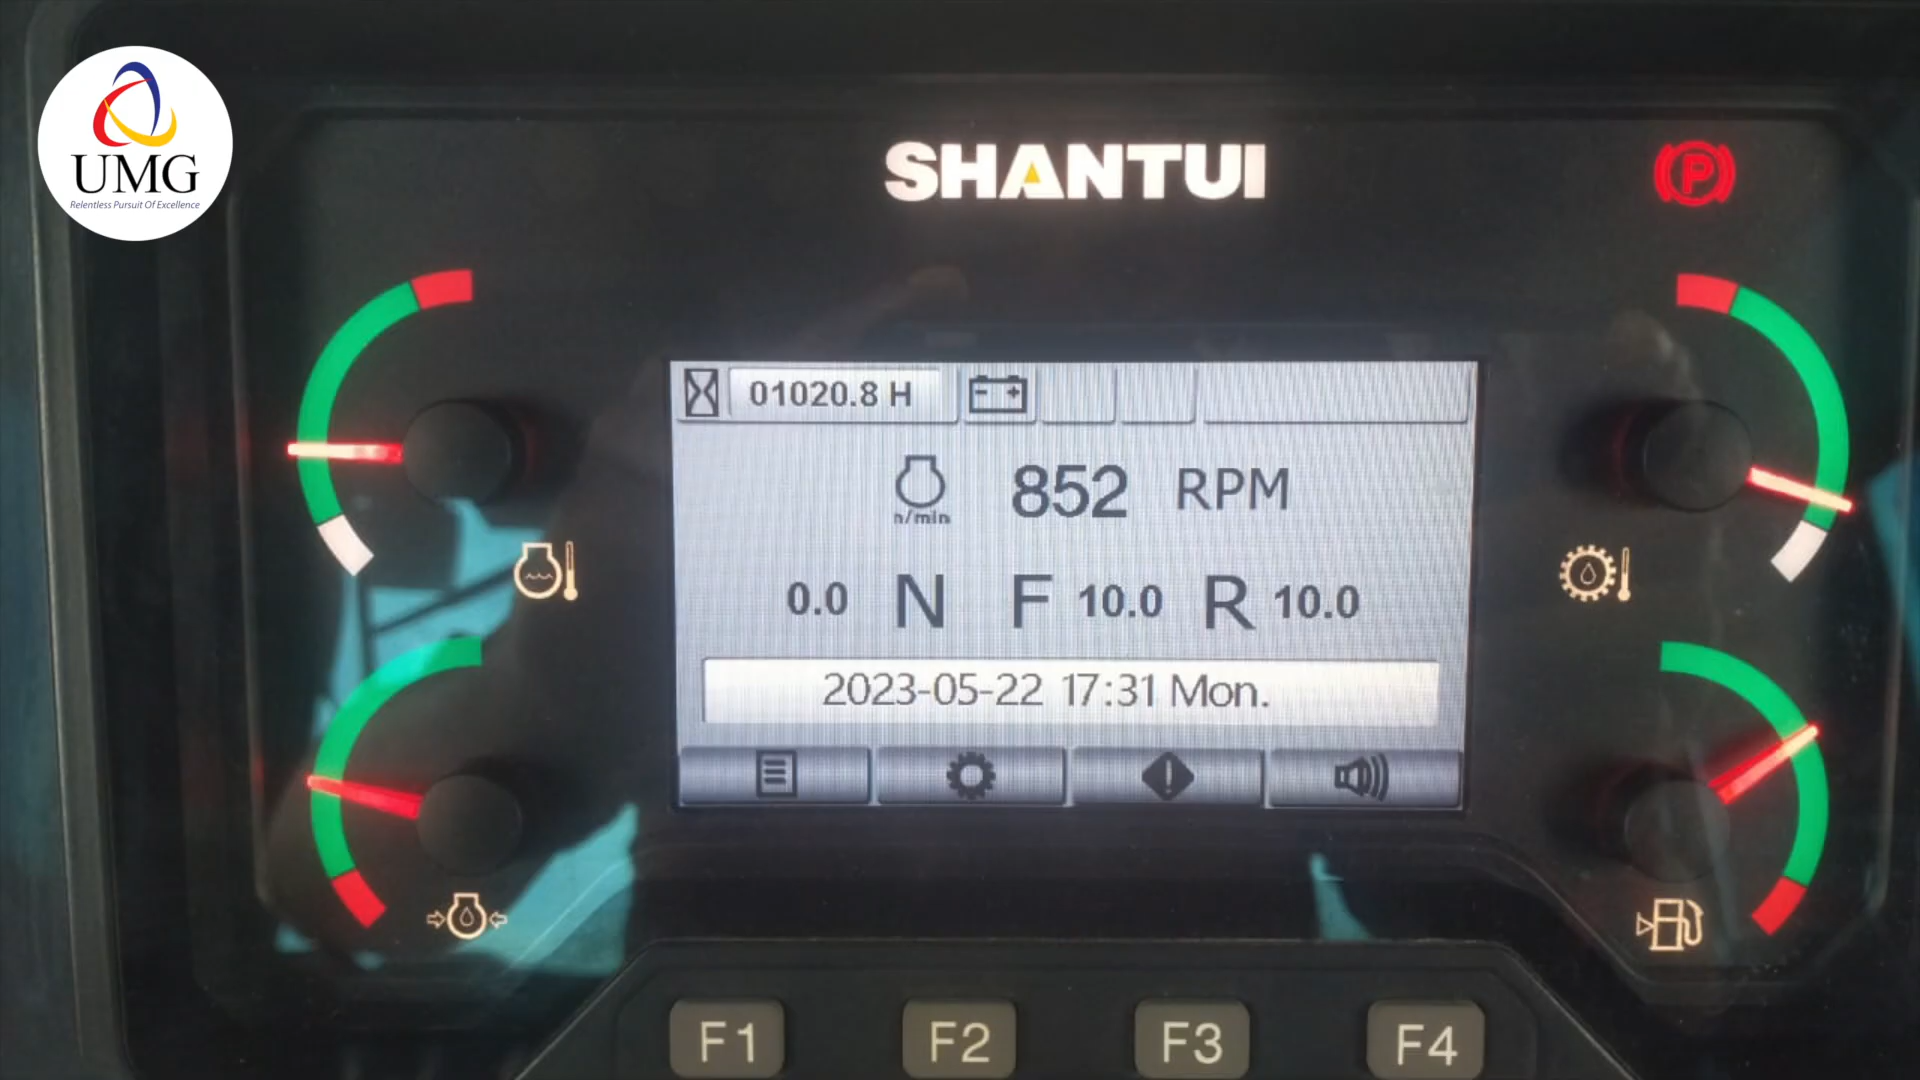 UMG
Relentless Pursuit Of Excellence
SHANTUI
P
01020.8 H
852 RPM
n/min
0.0 N F 10.0 R 10.0
2023-05-22 17:31 Mon.
F1 F2 F3 F4